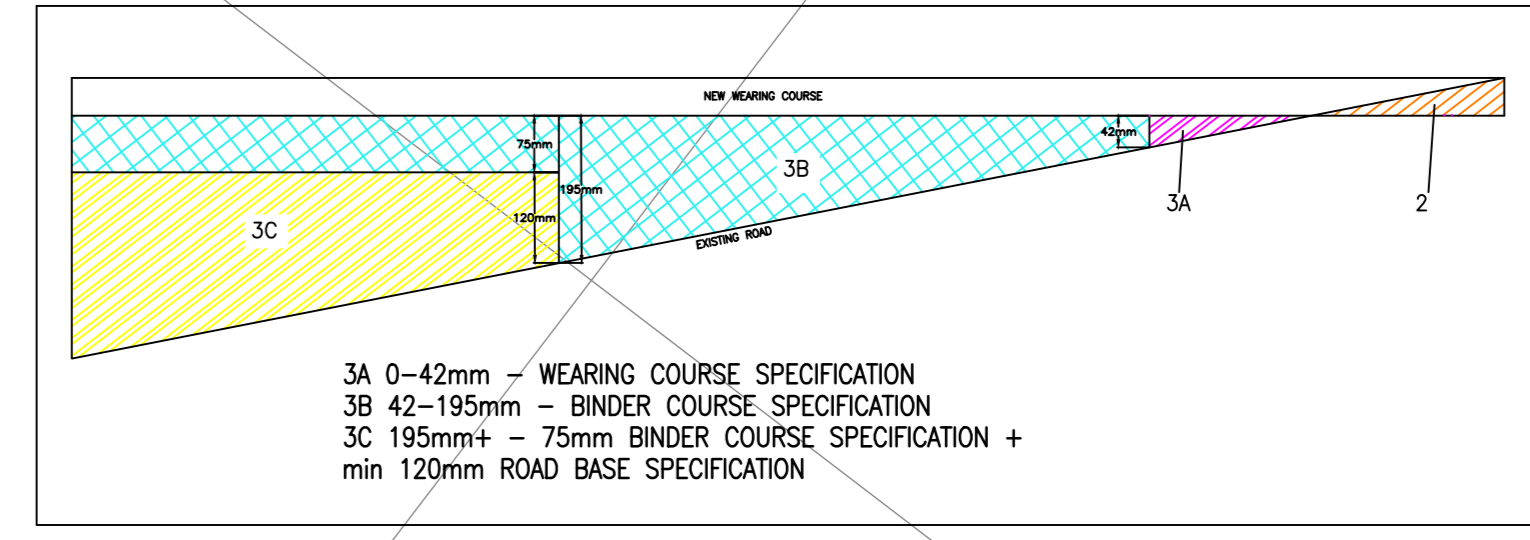 NEW WEARING COURSE
75mm
42mm
3B
195mm
3A
2
120mm
3C
EXISTING ROAD
3A 0-42mm - WEARING COURSE SPECIFICATION
3B 42-195mm - BINDER COURSE SPECIFICATION
3C 195mm+ - 75mm BINDER COURSE SPECIFICATION +
min 120mm ROAD BASE SPECIFICATION